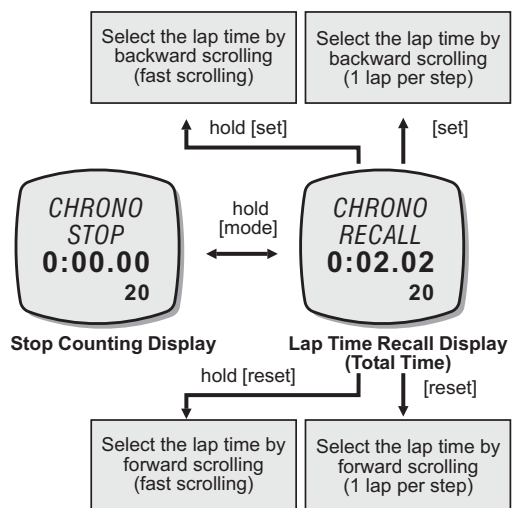 Select the lap time by
backward scrolling
(fast scrolling)
Select the lap time by
backward scrolling
(1 lap per step)
hold [set]
[set]
CHRONO
STOP
0:00.00
20
hold
[mode]
CHRONO
RECALL
0:02.02
20
Stop Counting Display
Lap Time Recall Display
(Total Time)
hold [reset]
[reset]
Select the lap time by
forward scrolling
(fast scrolling)
Select the lap time by
forward scrolling
(1 lap per step)